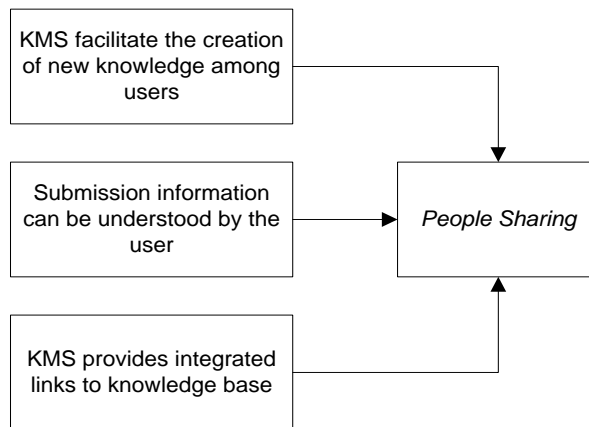 KMS facilitate the creation
of new knowledge among
users
Submission information
can be understood by the
user
People Sharing
KMS provides integrated
links to knowledge base